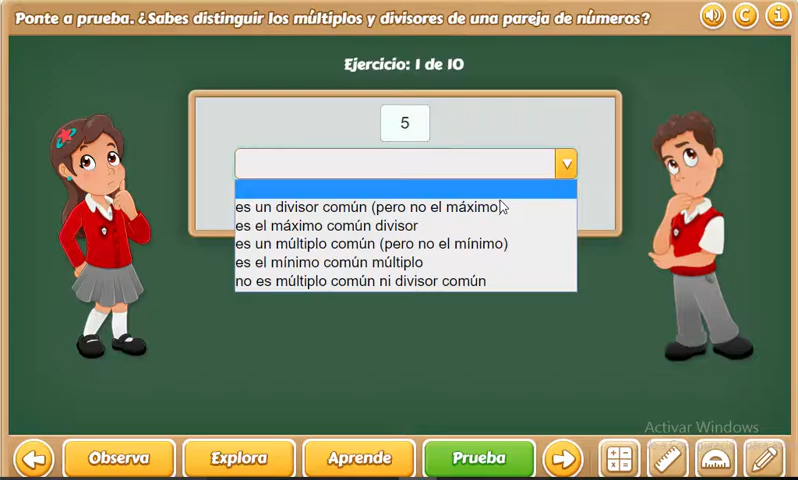 Ponte a prueba. ¿Sabes distinguir los múltiplos y divisores de una pareja de números?
Ejercicio: 1 de 10
5
es un divisor común (pero no el máximo)
es el máximo común divisor
es un múltiplo común (pero no el mínimo)
es el mínimo común múltiplo
no es múltiplo común ni divisor común
Activar Windows
Observa
Explora
Aprende
Prueba